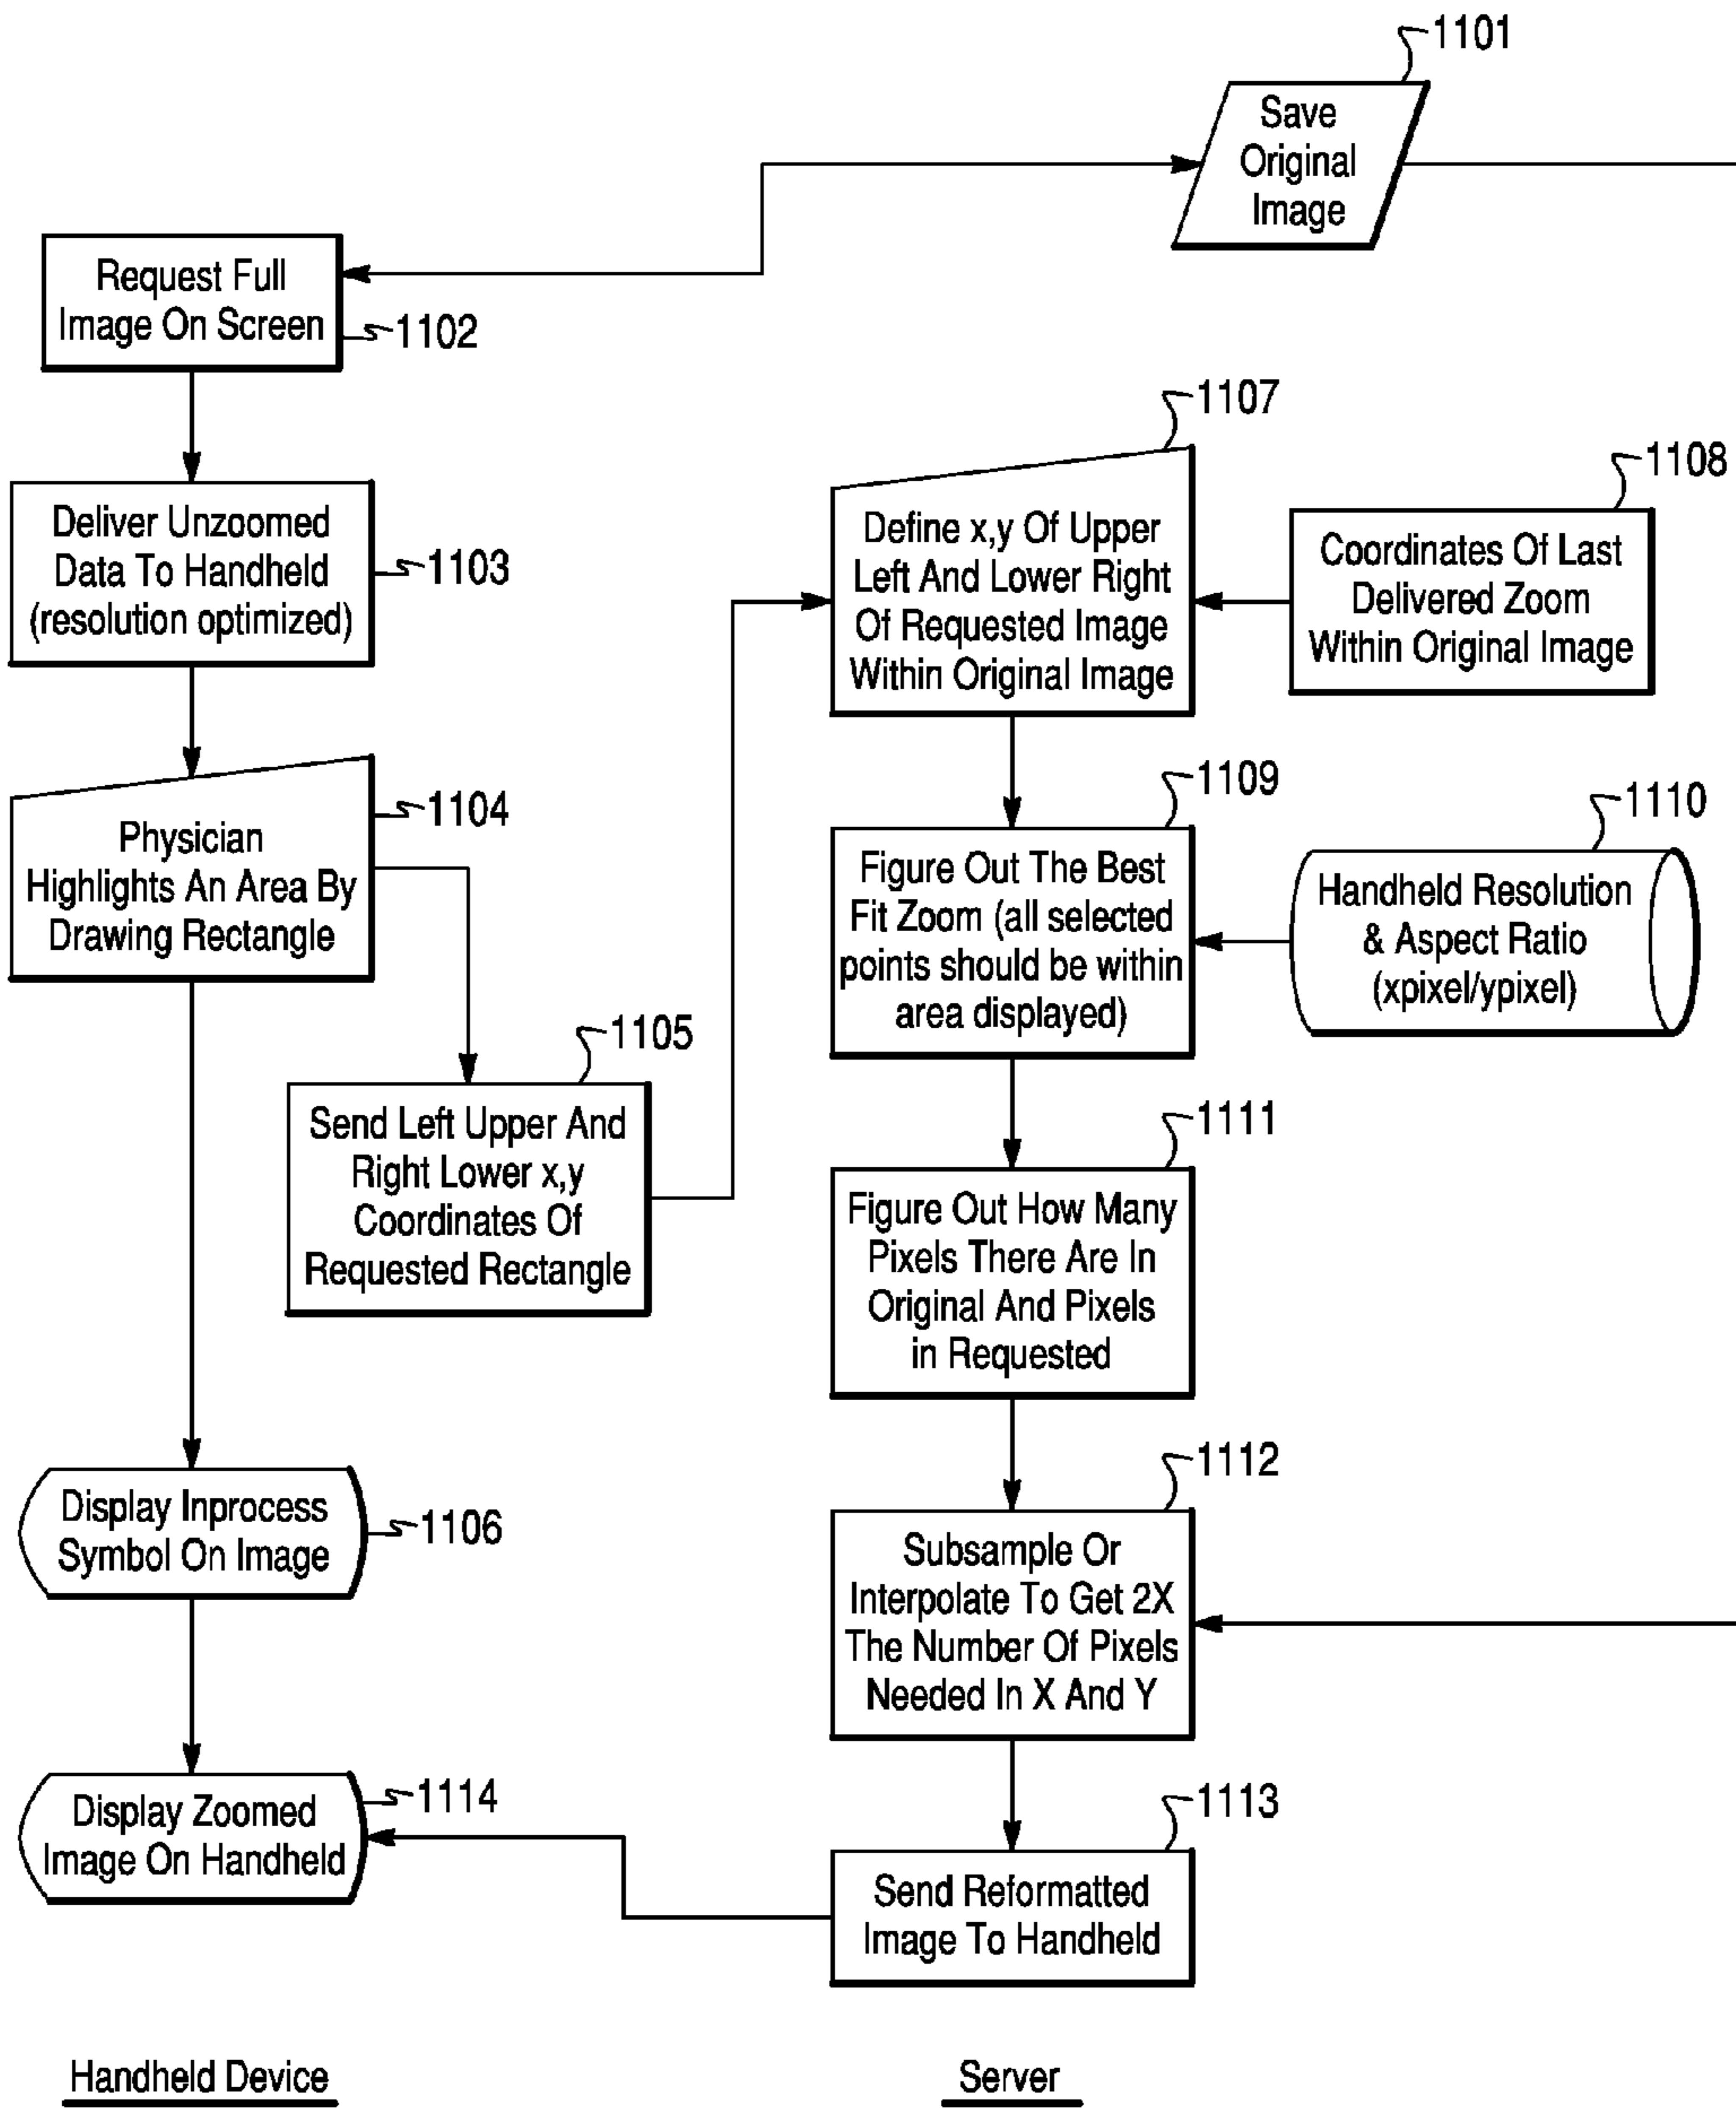 1101
Save
Original
Image
Request Full
Image On Screen
1102
Deliver Unzoomed
Data To Handheld
(resolution optimized)
1103
Physician
Highlights An Area By
Drawing Rectangle
1104
1105
Send Left Upper And
Right Lower x,y
Coordinates Of
Requested Rectangle
Display Inprocess
Symbol On Image
1106
1107
Define x,y Of Upper
Left And Lower Right
Of Requested Image
Within Original Image
1108
Coordinates Of Last
Delivered Zoom
Within Original Image
1109
Figure Out The Best
Fit Zoom (all selected
points should be within
area displayed)
1110
Handheld Resolution
& Aspect Ratio
(xpixel/ypixel)
1111
Figure Out How Many
Pixels There Are In
Original And Pixels
in Requested
1112
Subsample Or
Interpolate To Get 2X
The Number Of Pixels
Needed In X And Y
1113
Send Reformatted
Image To Handheld
1114
Display Zoomed
Image On Handheld
Handheld Device
Server